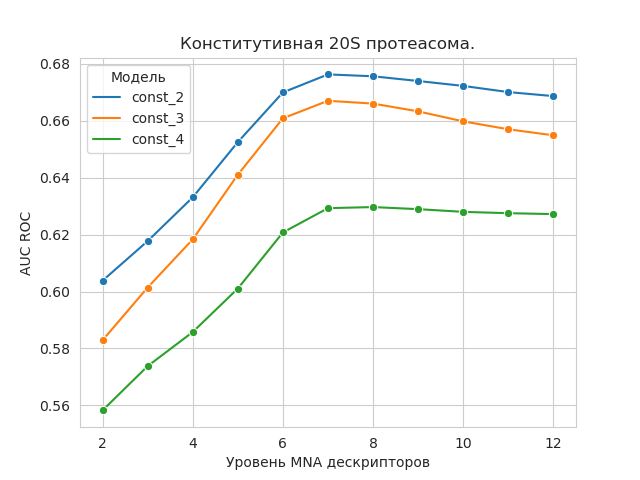 Конститутивная 20S протеасома.
Модель
const_2
const_3
const_4
AUC ROC
0.68
0.66
0.64
0.62
0.60
0.58
0.56
2 4 6 8 10 12
Уровень MNA дескрипторов